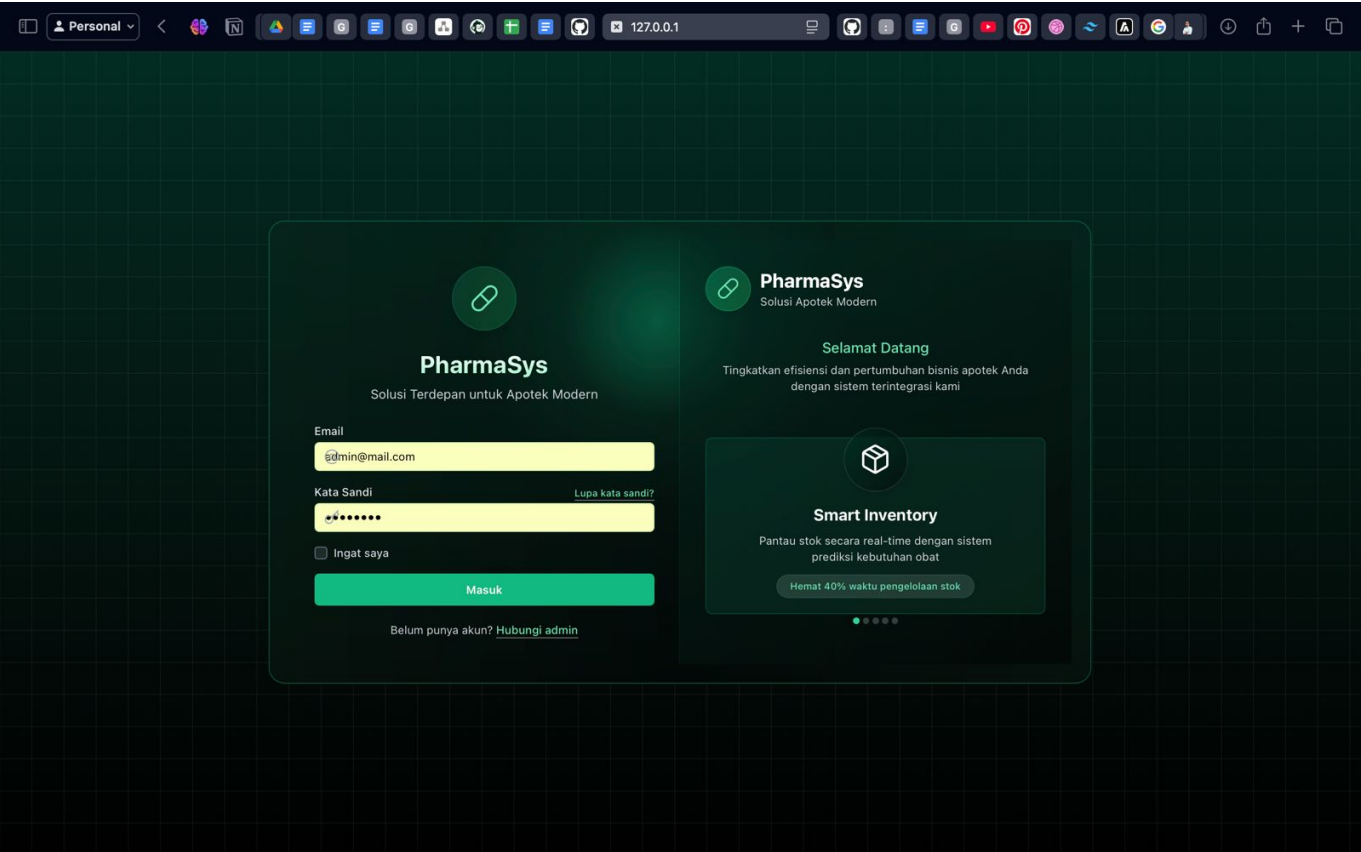 Personal
127.0.0.1
PharmaSys
Solusi Terdepan untuk Apotek Modern
Email
admin@mail.com
Kata Sandi
Lupa kata sandi?
Ingat saya
Masuk
Belum punya akun? Hubungi admin
PharmaSys
Solusi Apotek Modern
Selamat Datang
Tingkatkan efisiensi dan pertumbuhan bisnis apotek Anda
dengan sistem terintegrasi kami
Smart Inventory
Pantau stok secara real-time dengan sistem
prediksi kebutuhan obat
Hemat 40% waktu pengelolaan stok